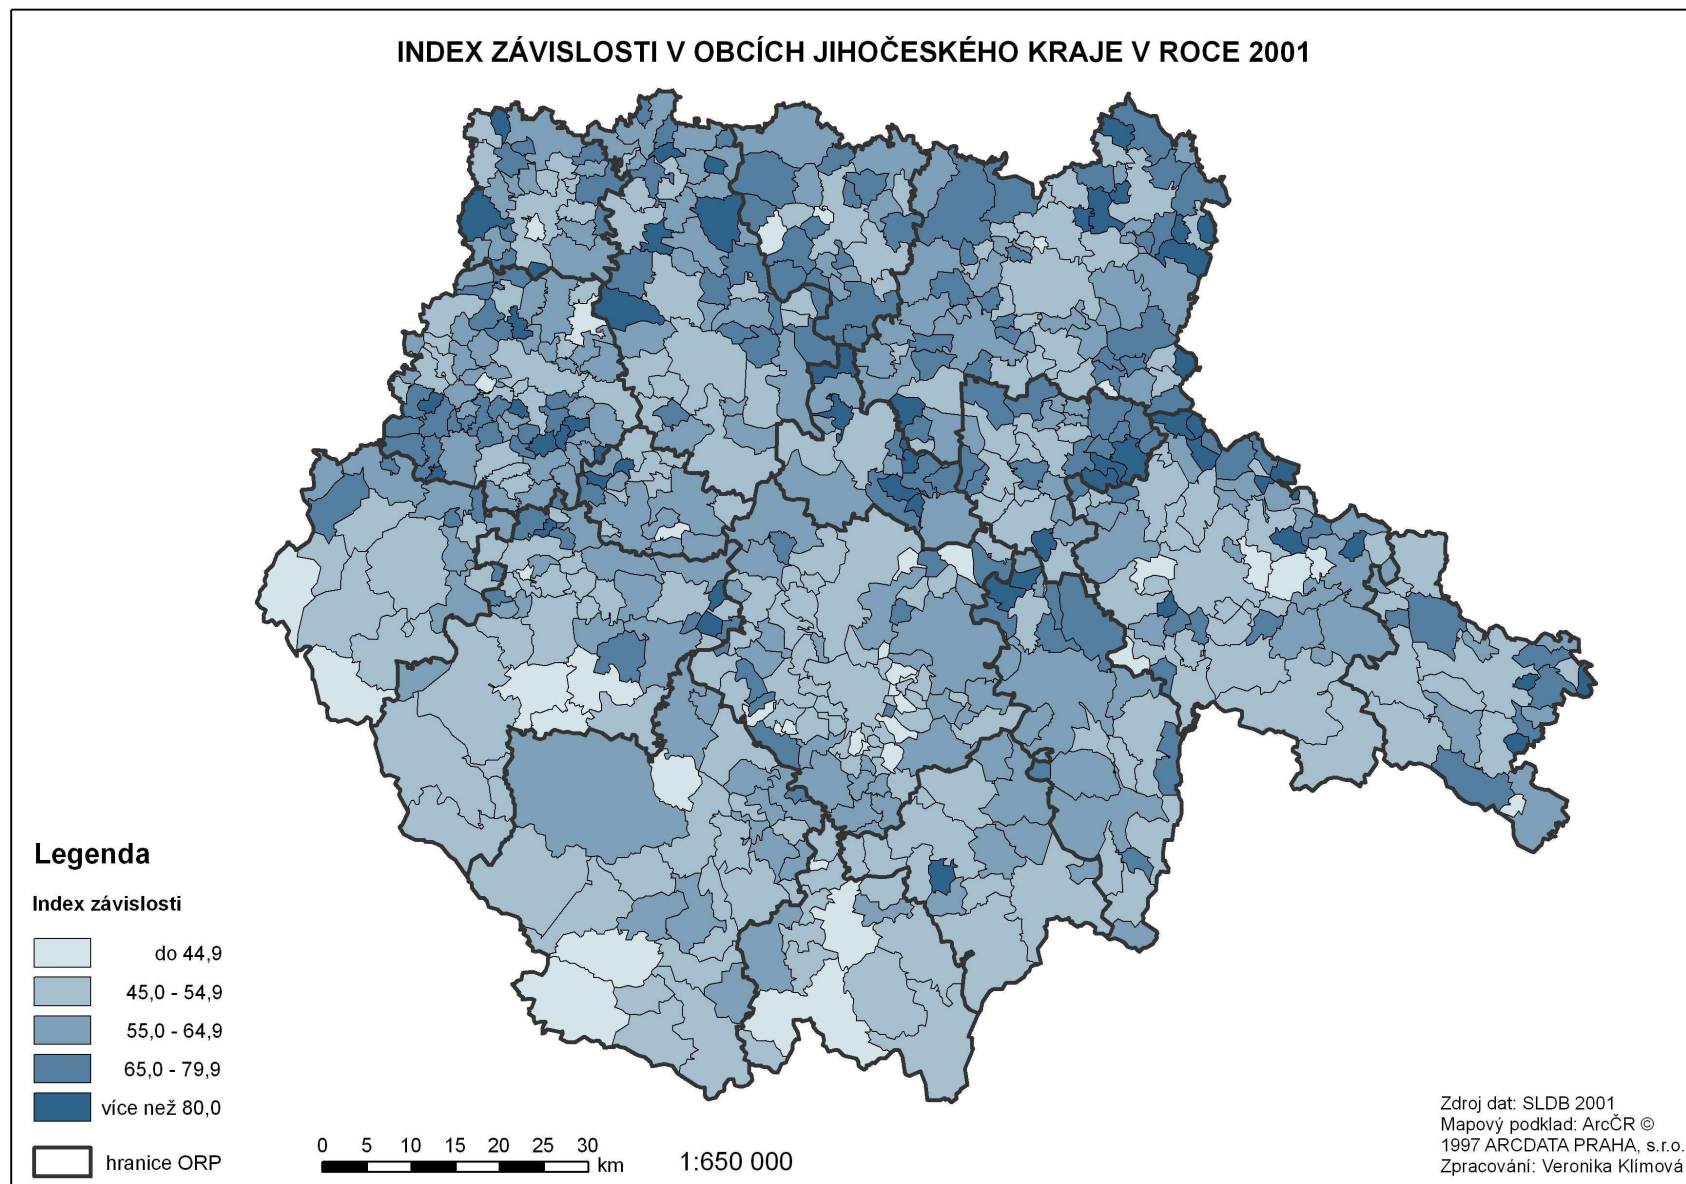 INDEX ZÁVISLOSTI V OBCÍCH JIHOČESKÉHO KRAJE V ROCE 2001
Legenda
Index závislosti
do 44,9
45,0 - 54,9
55,0 - 64,9
65,0 - 79,9
více než 80,0
hranice ORP
0 5 10 15 20 25 30
km
1:650 000
Zdroj dat: SLDB 2001
Mapový podklad: ArcČR ©
1997 ARCDATA PRAHA, s.r.o.
Zpracování: Veronika Klímová